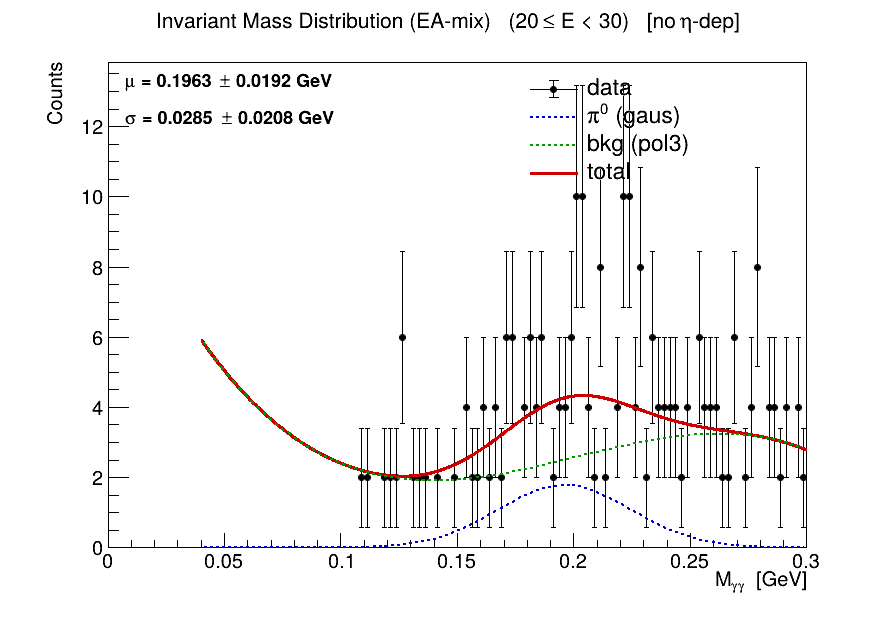 Invariant Mass Distribution (EA-mix) (20 ≤ E < 30) [no η-dep]
Counts
μ = 0.1963 ± 0.0192 GeV
σ = 0.0285 ± 0.0208 GeV
data
π⁰ (gaus)
bkg (pol3)
total
12
10
8
6
4
2
0
0 0.05 0.1 0.15 0.2 0.25 0.3
Mγγ [GeV]